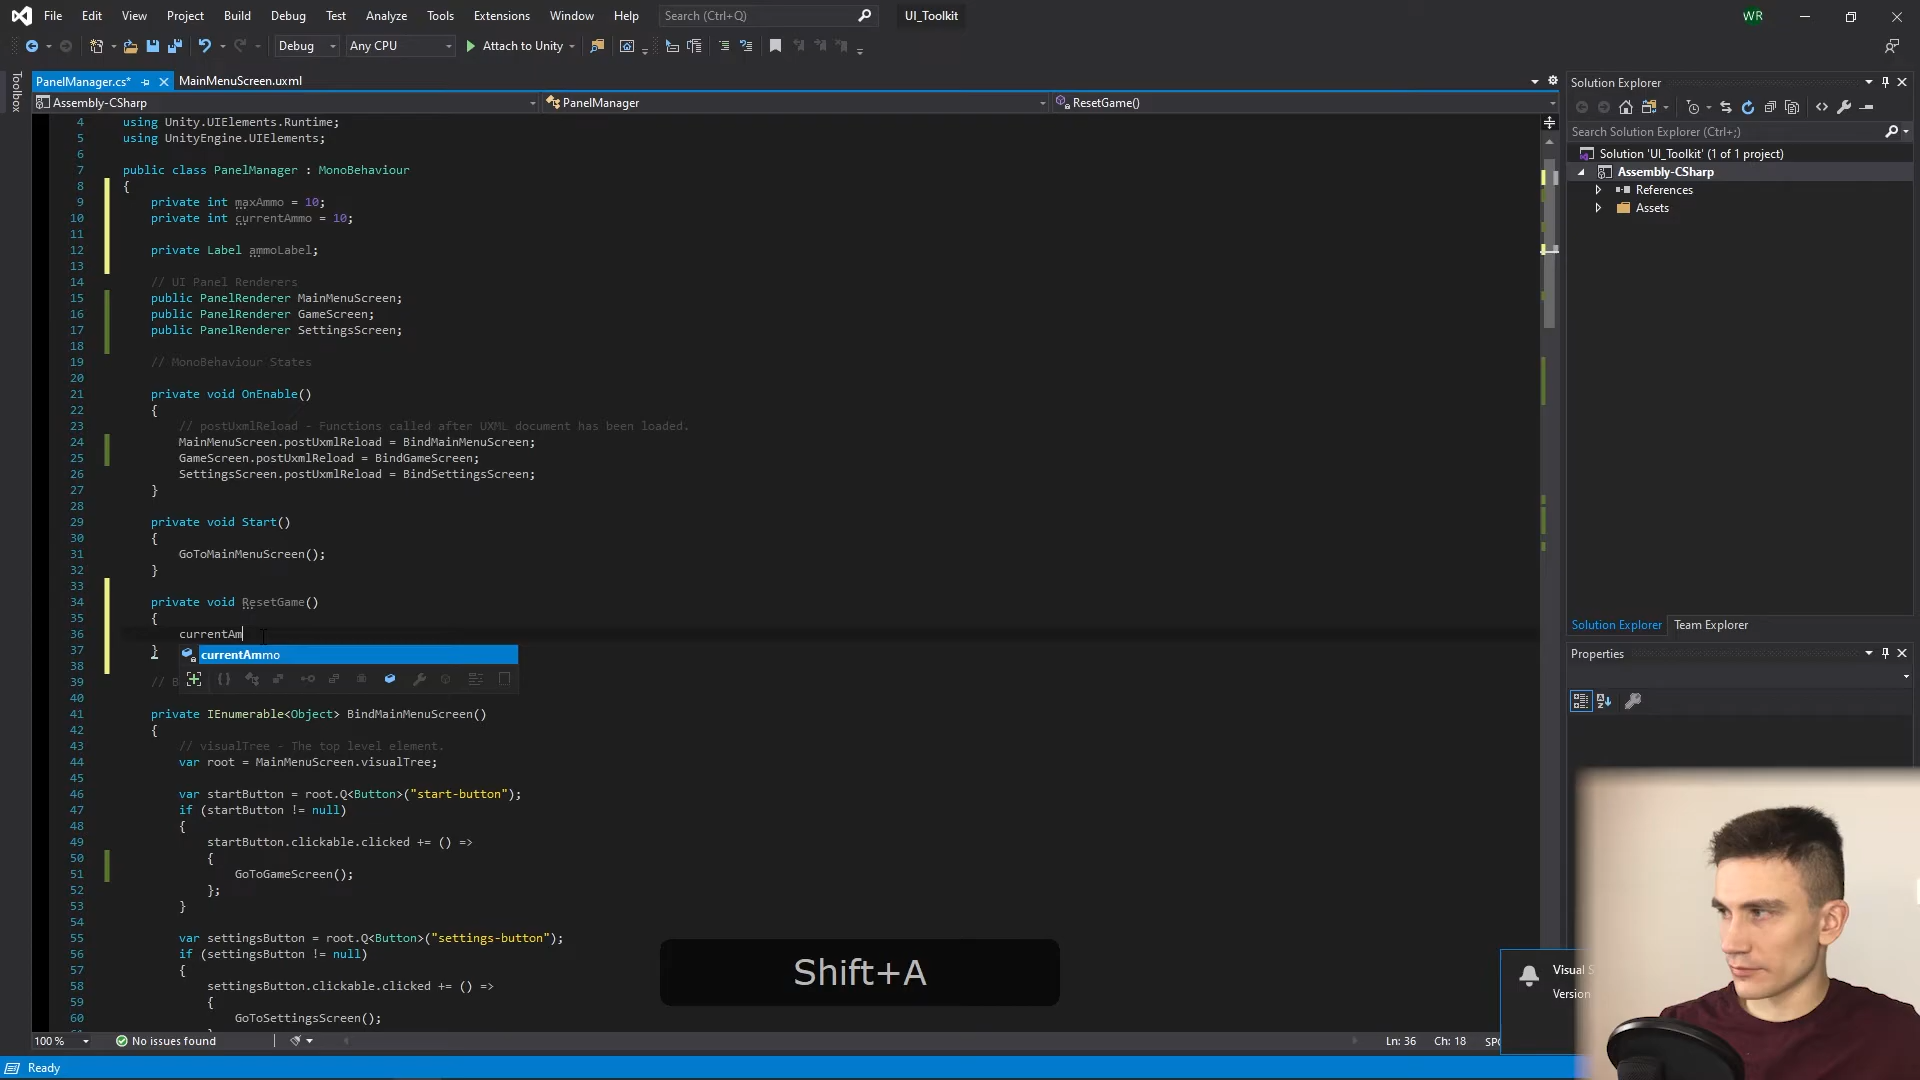 File Edit View Project Build Debug Test Analyze Tools Extensions Window Help Search (Ctrl+Q) UI_Toolkit WR
Debug Any CPU Attach to Unity
Toolbox
PanelManager.cs* MainMenuScreen.uxml
Assembly-CSharp PanelManager ResetGame()
4 using Unity.UIElements.Runtime;
5 using UnityEngine.UIElements;
6
7 public class PanelManager : MonoBehaviour
8 {
9 private int maxAmmo = 10;
10 private int currentAmmo = 10;
11
12 private Label ammoLabel;
13
14 // UI Panel Renderers
15 public PanelRenderer MainMenuScreen;
16 public PanelRenderer GameScreen;
17 public PanelRenderer SettingsScreen;
18
19 // MonoBehaviour States
20
21 private void OnEnable()
22 {
23 // postUxmlReload - Functions called after UXML document has been loaded.
24 MainMenuScreen.postUxmlReload = BindMainMenuScreen;
25 GameScreen.postUxmlReload = BindGameScreen;
26 SettingsScreen.postUxmlReload = BindSettingsScreen;
27 }
28
29 private void Start()
30 {
31 GoToMainMenuScreen();
32 }
33
34 private void ResetGame()
35 {
36 currentAm
37 } currentAmmo
38
39 // B
40
41 private IEnumerable<Object> BindMainMenuScreen()
42 {
43 // visualTree - The top level element.
44 var root = MainMenuScreen.visualTree;
45
46 var startButton = root.Q<Button>("start-button");
47 if (startButton != null)
48 {
49 startButton.clickable.clicked += () =>
50 {
51 GoToGameScreen();
52 };
53 }
54
55 var settingsButton = root.Q<Button>("settings-button");
56 if (settingsButton != null)
57 {
58 settingsButton.clickable.clicked += () =>
59 {
60 GoToSettingsScreen();
Shift+A
100 % No issues found Ln: 36 Ch: 18
Ready
Solution Explorer
Search Solution Explorer (Ctrl+;)
Solution 'UI_Toolkit' (1 of 1 project)
Assembly-CSharp
References
Assets
Solution Explorer Team Explorer
Properties
Visual
Version